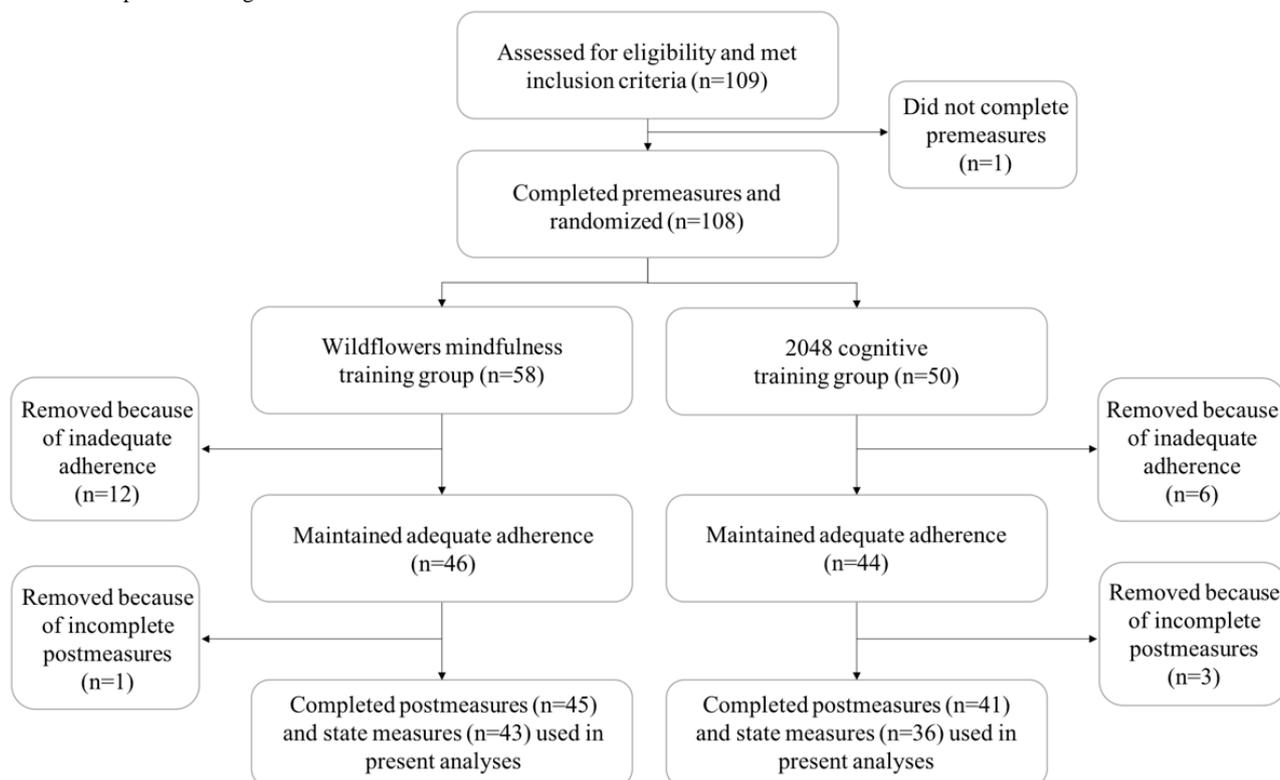 Assessed for eligibility and met
inclusion criteria (n=109)
Did not complete
premeasures
(n=1)
Completed premeasures and
randomized (n=108)
Wildflowers mindfulness
training group (n=58)
2048 cognitive
training group (n=50)
Removed because
of inadequate
adherence
(n=12)
Removed because
of inadequate
adherence
(n=6)
Maintained adequate adherence
(n=46)
Maintained adequate adherence
(n=44)
Removed because
of incomplete
postmeasures
(n=1)
Removed because
of incomplete
postmeasures
(n=3)
Completed postmeasures (n=45)
and state measures (n=43) used in
present analyses
Completed postmeasures (n=41)
and state measures (n=36) used in
present analyses